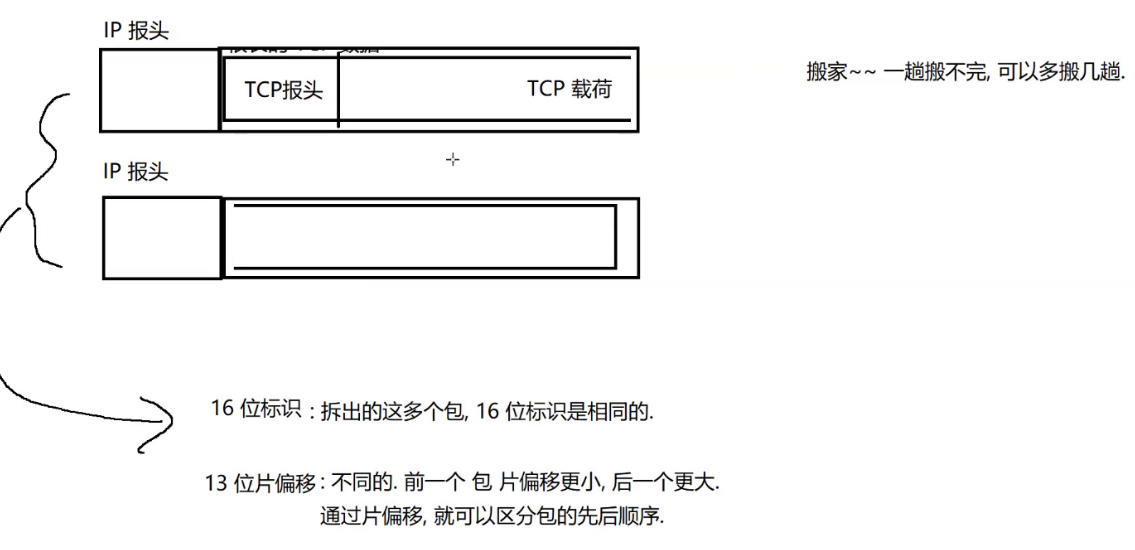 IP 报头
TCP报头
TCP 载荷
搬家~~ 一趟搬不完, 可以多搬几趟.
IP 报头
16 位标识 : 拆出的这多个包, 16 位标识是相同的.
13 位片偏移 : 不同的. 前一个 包 片偏移更小, 后一个更大.
通过片偏移, 就可以区分包的先后顺序.